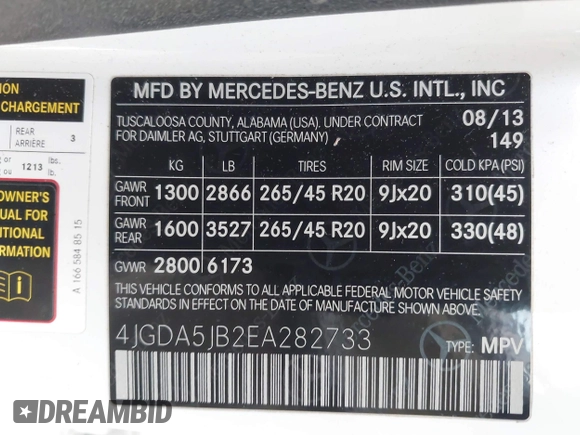 ION
CHARGEMENT
REAR
ARRIÈRE 3
g or 1213 lbs.
OWNER'S
UAL FOR
ITIONAL
MATION
A 166 584 85 15
MFD BY MERCEDES-BENZ U.S. INTL., INC
TUSCALOOSA COUNTY, ALABAMA (USA). UNDER CONTRACT 08/13
FOR DAIMLER AG, STUTTGART (GERMANY) 149
KG LB TIRES RIM SIZE COLD KPA (PSI)
GAWR FRONT 1300 2866 265/45 R20 9Jx20 310(45)
GAWR REAR 1600 3527 265/45 R20 9Jx20 330(48)
GVWR 2800 6173
THIS VEHICLE CONFORMS TO ALL APPLICABLE FEDERAL MOTOR VEHICLE SAFETY
STANDARDS IN EFFECT ON THE DATE OF MANUFACTURE SHOWN ABOVE.
4JGDA5JB2EA282733
TYPE: MPV
DREAMBID